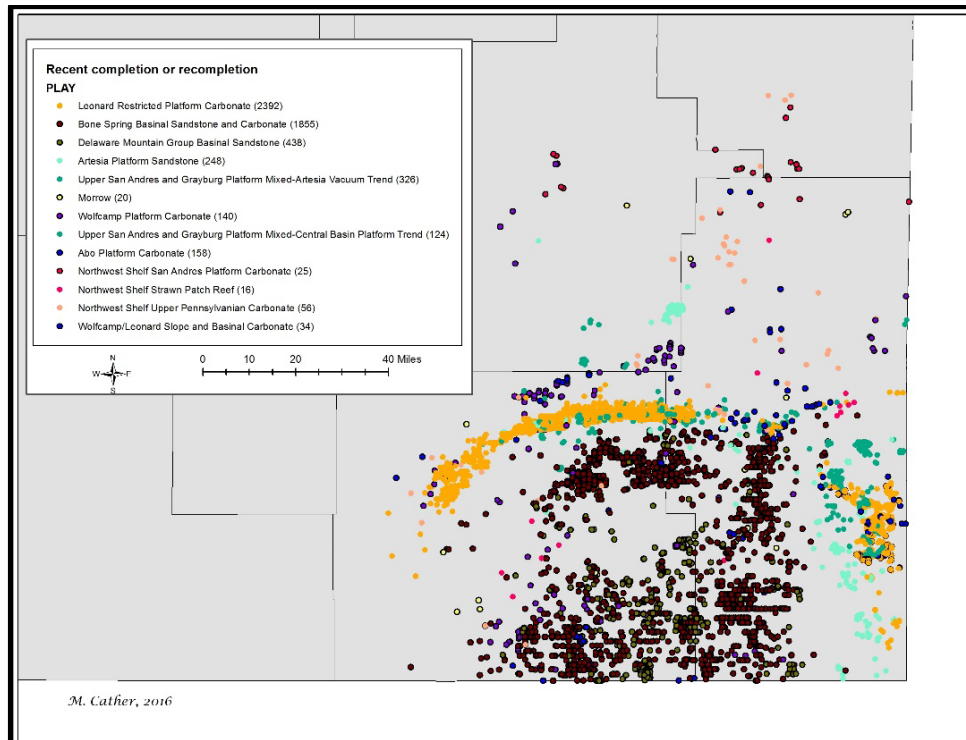 Recent completion or recompletion
PLAY
Leonard Restricted Platform Carbonate (2392)
Bone Spring Basinal Sandstone and Carbonate (1855)
Delaware Mountain Group Basinal Sandstone (438)
Artesia Platform Sandstone (248)
Upper San Andres and Grayburg Platform Mixed-Artesia Vacuum Trend (326)
Morrow (20)
Wolfcamp Platform Carbonate (140)
Upper San Andres and Grayburg Platform Mixed-Central Basin Platform Trend (124)
Abo Platform Carbonate (158)
Northwest Shelf San Andres Platform Carbonate (25)
Northwest Shelf Strawn Patch Reef (16)
Northwest Shelf Upper Pennsylvanian Carbonate (56)
Wolfcamp/Leonard Slope and Basinal Carbonate (34)
N
W E
S
0 10 20 40 Miles
M. Cather, 2016